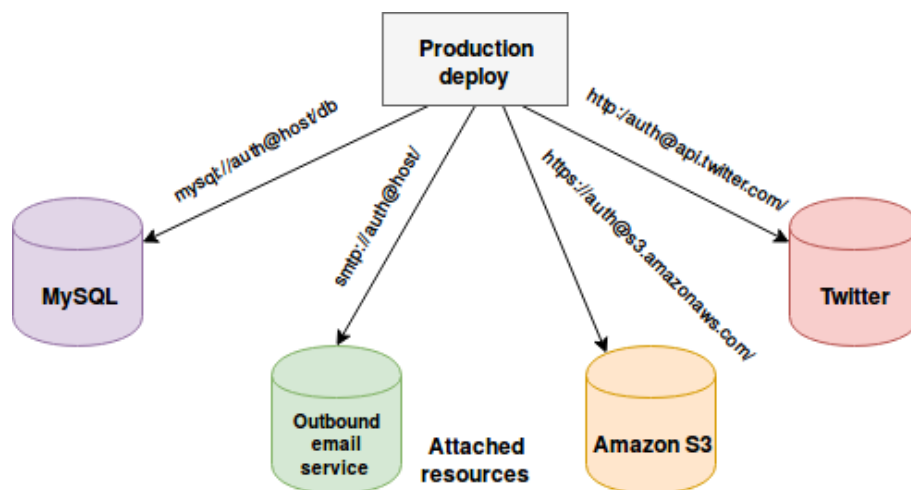 Production
deploy
mysql://auth@host/db
smtp://auth@host/
https://auth@s3.amazonaws.com/
http:/auth@api.twitter.com/
MySQL
Twitter
Outbound
email
service
Attached
resources
Amazon S3